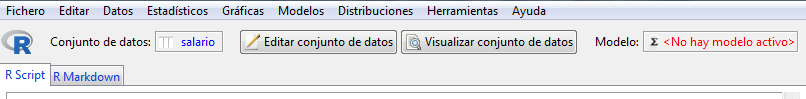 Fichero Editar Datos Estadísticos Gráficas Modelos Distribuciones Herramientas Ayuda
R Conjunto de datos: salario Editar conjunto de datos Visualizar conjunto de datos Modelo: Σ <No hay modelo activo>
R Script R Markdown